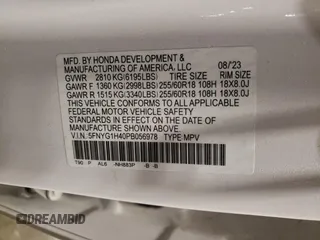 MFD. BY HONDA DEVELOPMENT &
MANUFACTURING OF AMERICA, LLC 08/'23
GVWR 2810 KG(6195LBS) TIRE SIZE RIM SIZE
GAWR F 1360 KG(2998LBS) 255/60R18 108H 18X8.0J
GAWR R 1515 KG(3340LBS) 255/60R18 108H 18X8.0J
THIS VEHICLE CONFORMS TO ALL APPLICABLE
FEDERAL MOTOR VEHICLE SAFETY
STANDARDS IN EFFECT ON THE DATE OF
MANUFACTURE SHOWN ABOVE.
V.I.N. 5FNYG1H40PB056978 TYPE MPV
T90 P AL6 -NH883P -B -B
© DREAMBID